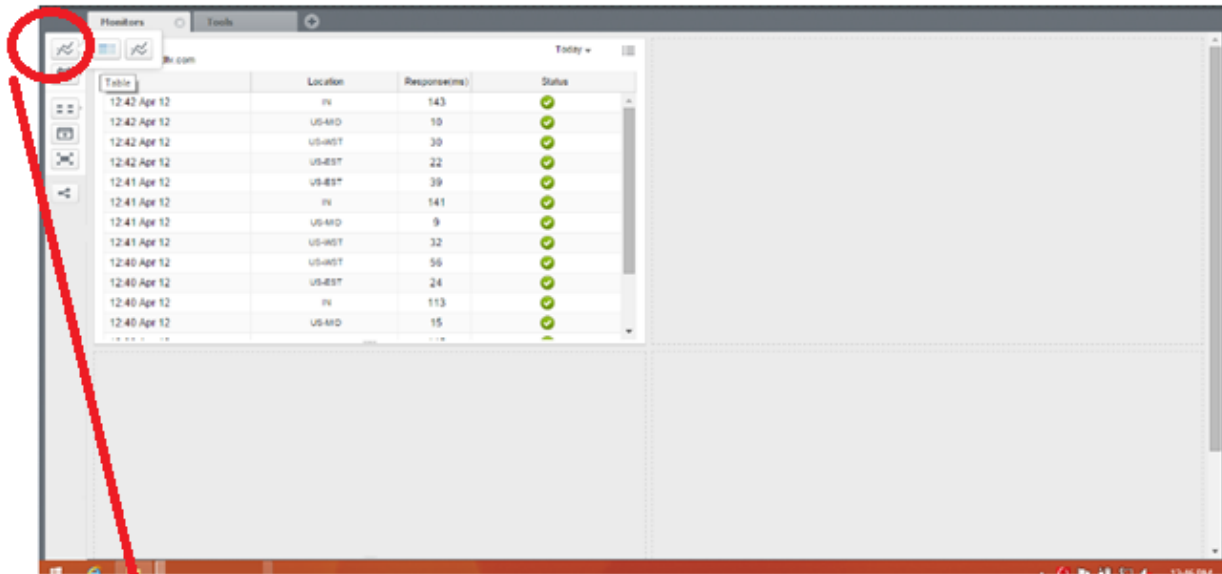 Monitors Tools
Today
.com
Table Location Response(ms) Status
12:42 Apr 12 IN 143
12:42 Apr 12 US-MID 10
12:42 Apr 12 US-WST 30
12:42 Apr 12 US-EST 22
12:41 Apr 12 US-EST 39
12:41 Apr 12 IN 141
12:41 Apr 12 US-MID 9
12:41 Apr 12 US-WST 32
12:40 Apr 12 US-WST 56
12:40 Apr 12 US-EST 24
12:40 Apr 12 IN 113
12:40 Apr 12 US-MID 15
12:46 PM